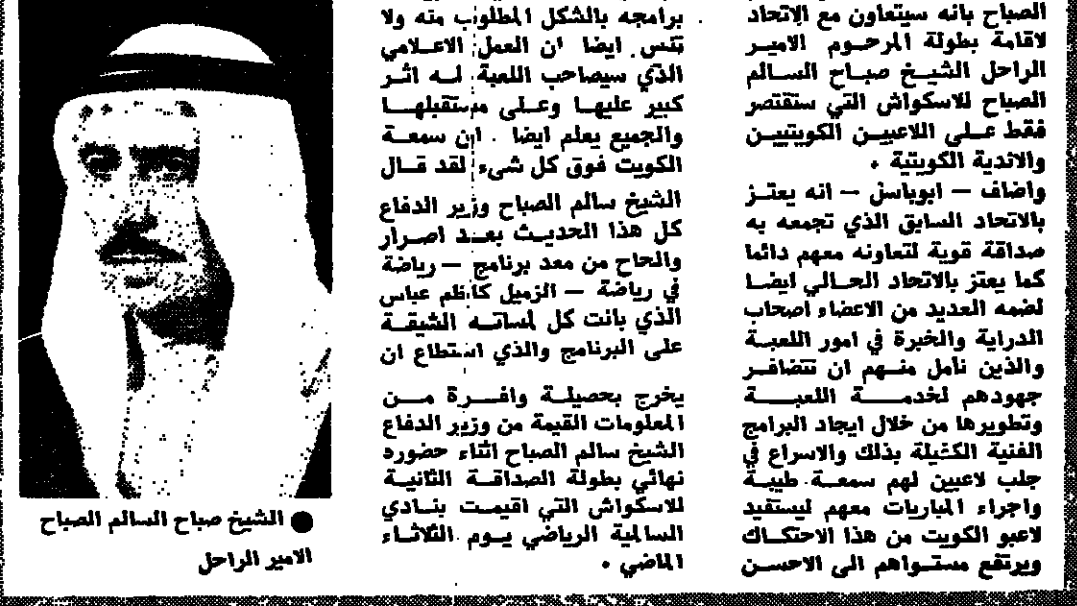 الصباح بانه سيتعاون مع الاتحاد
لاقامة بطولة المرحوم الامير
الراحل الشيخ صباح السالم
الصباح للاسكواش التي ستقتصر
فقط على اللاعبين الكويتيين
والاندية الكويتية .
واضاف — ابوباسل — انه يعتز
بالاتحاد السابق الذي تجمعه به
صداقة قوية لتعاونه معهم دائما
كما يعتز بالاتحاد الحالي ايضا
لضمه العديد من الاعضاء اصحاب
الدراية والخبرة في امور اللعبة
والذين نامل منهم ان تتضافر
جهودهم لخدمة اللعبة
وتطويرها من خلال ايجاد البرامج
الفنية الكفيلة بذلك والاسراع في
جلب لاعبين لهم سمعة طيبة
واجراء المباريات معهم ليستفيد
لاعبو الكويت من هذا الاحتكاك
ويرتفع مستواهم الى الاحسن
برامجه بالشكل المطلوب منه ولا
ننس ايضا ان العمل الاعلامي
الذي سيصاحب اللعبة له اثر
كبير عليها وعلى مستقبلها
والجميع يعلم ايضا . ان سمعة
الكويت فوق كل شيء لقد قال
الشيخ سالم الصباح وزير الدفاع
كل هذا الحديث بعد اصرار
والحاح من معد برنامج — رياضة
في رياضة — الزميل كاظم عباس
الذي بانت كل لمساته الشيقة
على البرنامج والذي استطاع ان
يخرج بحصيلة وافرة من
المعلومات القيمة من وزير الدفاع
الشيخ سالم الصباح اثناء حضوره
نهائي بطولة الصداقة الثانية
للاسكواش التي اقيمت بنادي
السالمية الرياضي يوم الثلاثاء
الماضي .
● الشيخ صباح السالم الصباح
الامير الراحل